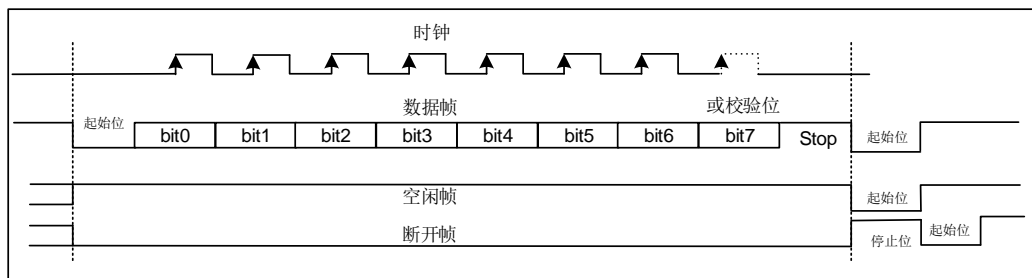 时钟
数据帧
或校验位
起始位 bit0 bit1 bit2 bit3 bit4 bit5 bit6 bit7 Stop 起始位
空闲帧 起始位
断开帧 停止位 起始位